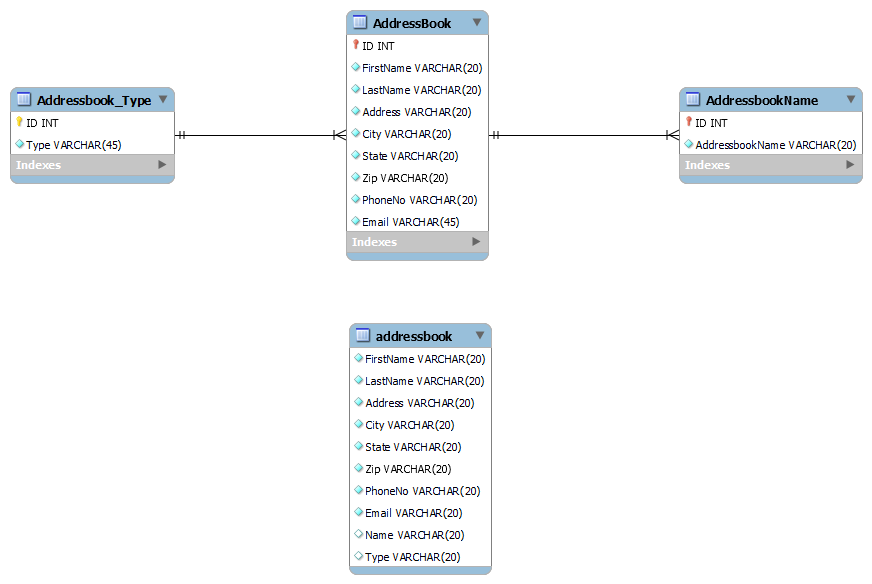 AddressBook
ID INT
FirstName VARCHAR(20)
LastName VARCHAR(20)
Address VARCHAR(20)
City VARCHAR(20)
State VARCHAR(20)
Zip VARCHAR(20)
PhoneNo VARCHAR(20)
Email VARCHAR(45)
Indexes
Addressbook_Type
ID INT
Type VARCHAR(45)
Indexes
AddressbookName
ID INT
AddressbookName VARCHAR(20)
Indexes
addressbook
FirstName VARCHAR(20)
LastName VARCHAR(20)
Address VARCHAR(20)
City VARCHAR(20)
State VARCHAR(20)
Zip VARCHAR(20)
PhoneNo VARCHAR(20)
Email VARCHAR(20)
Name VARCHAR(20)
Type VARCHAR(20)